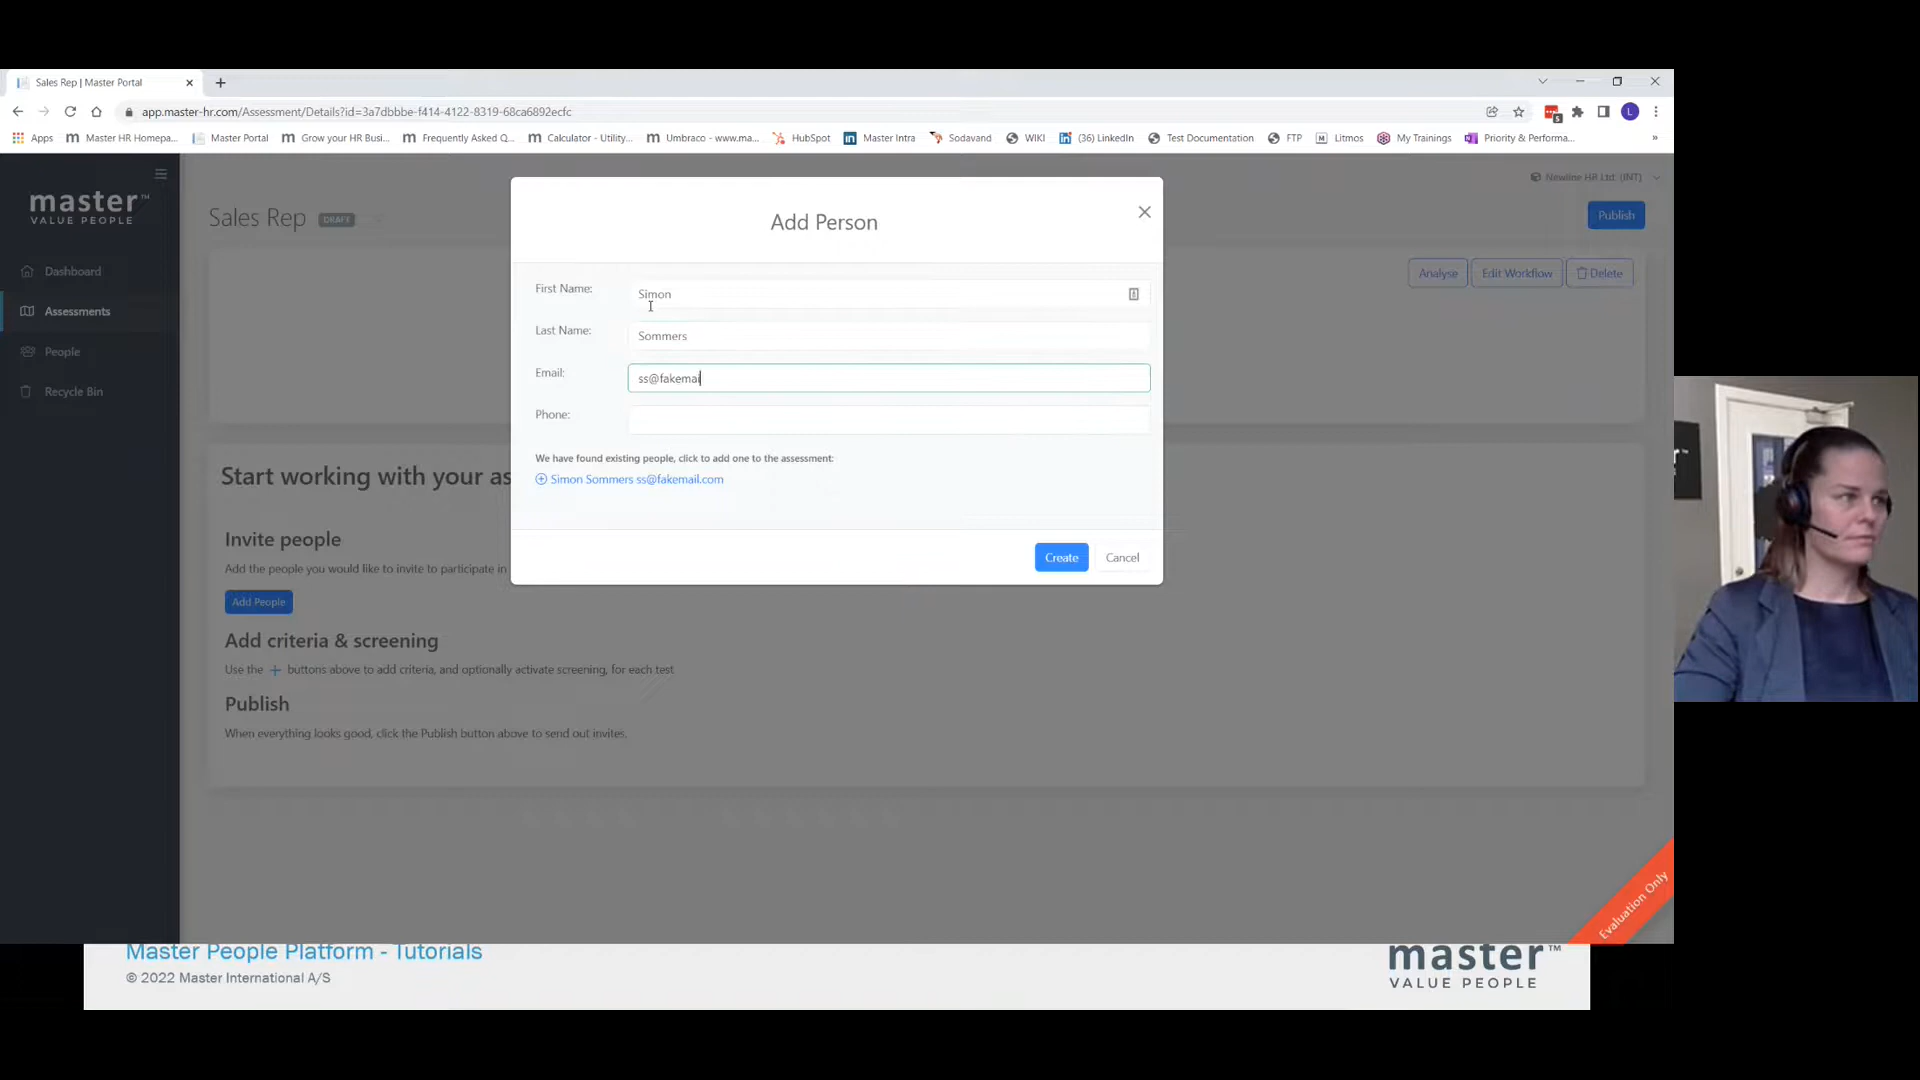 Sales Rep | Master Portal
app.master-hr.com/Assessment/Details?id=3a7dbbbe-f414-4122-8319-68ca6892ecfc
Apps Master HR Homepa... Master Portal Grow your HR Busi... Frequently Asked Q... Calculator - Utility... Umbraco - www.ma... HubSpot Master Intra Sodavand WIKI (36) LinkedIn Test Documentation FTP Litmos My Trainings Priority & Performa... »
master™
VALUE PEOPLE
Dashboard
Assessments
People
Recycle Bin
Newline HR Ltd. (INT)
Sales Rep DRAFT
Publish
Analyse Edit Workflow Delete
Add Person
First Name: Simon
Last Name: Sommers
Email: ss@fakemai
Phone:
We have found existing people, click to add one to the assessment:
Simon Sommers ss@fakemail.com
Create Cancel
Start working with your as
Invite people
Add the people you would like to invite to participate in
Add People
Add criteria & screening
Use the + buttons above to add criteria, and optionally activate screening, for each test
Publish
When everything looks good, click the Publish button above to send out invites.
Evaluation Only
Master People Platform - Tutorials
© 2022 Master International A/S
master™
VALUE PEOPLE